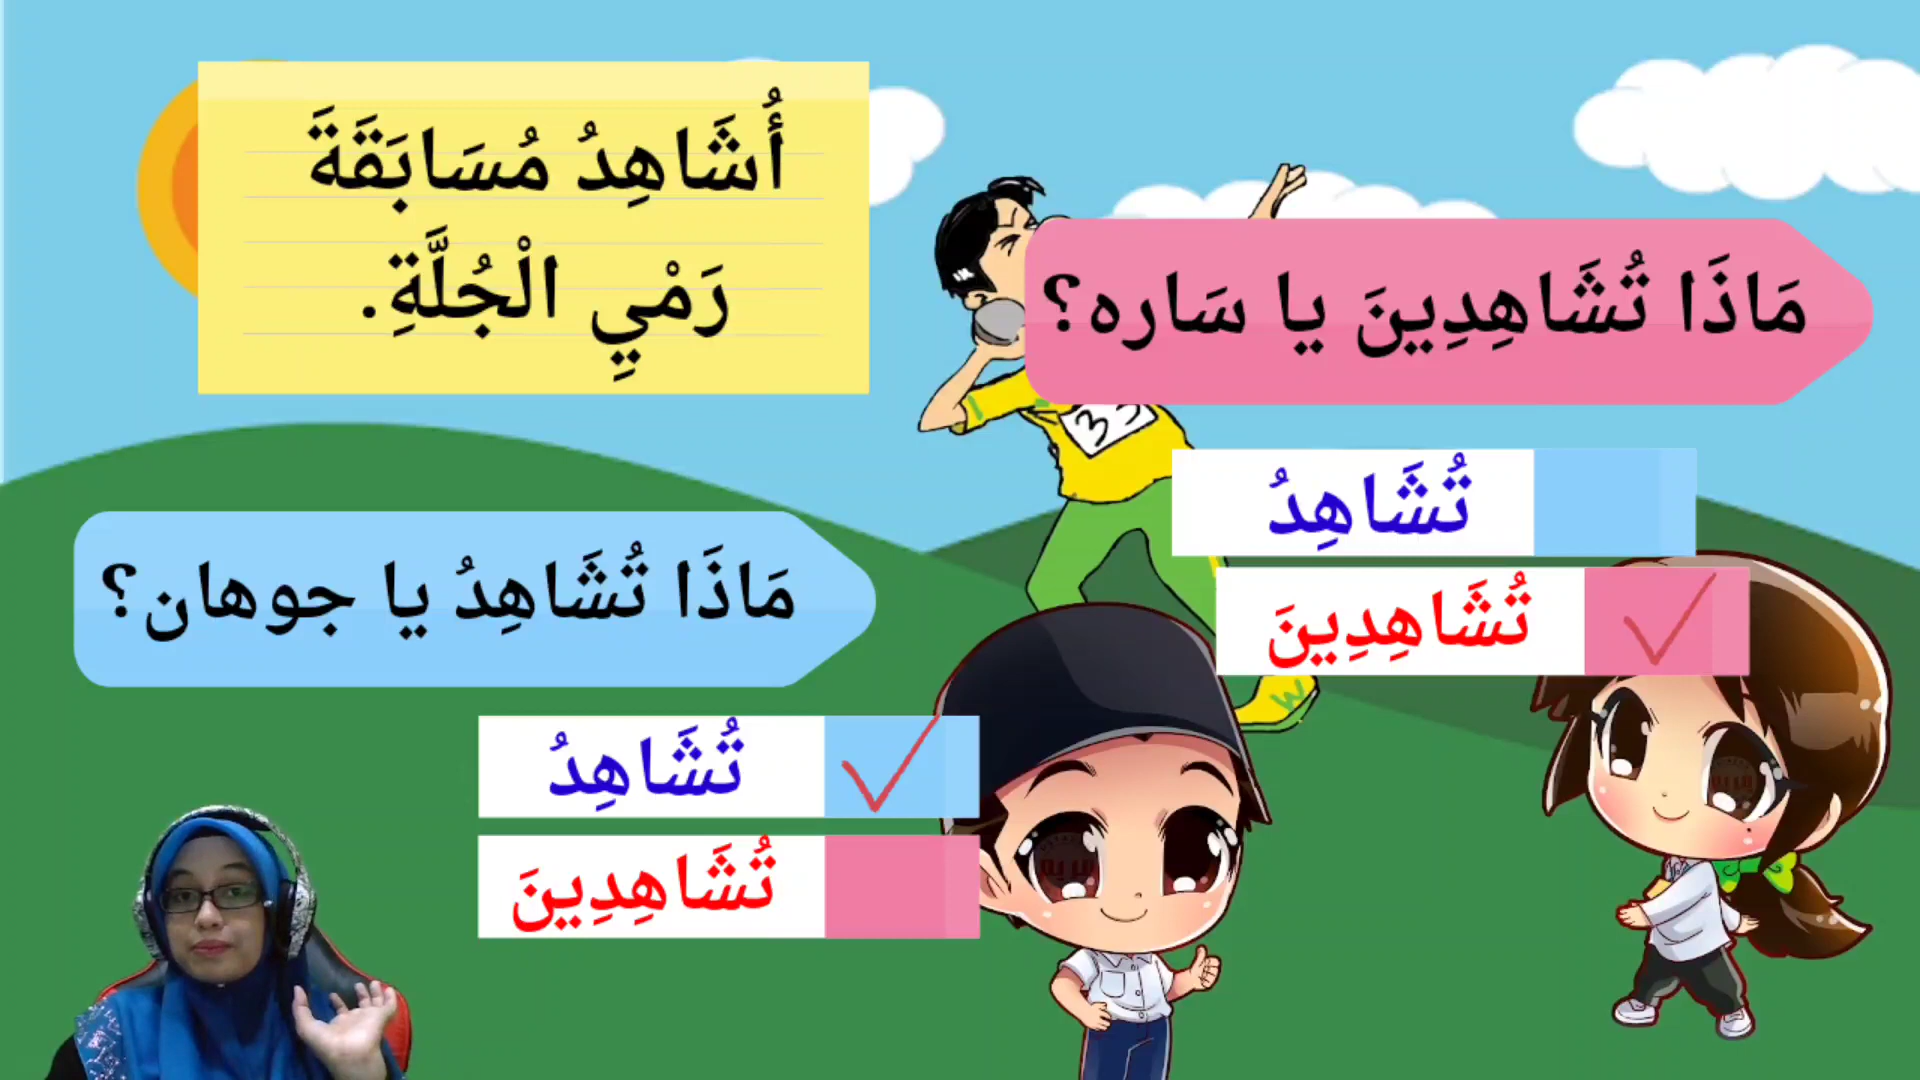 أُشَاهِدُ مُسَابَقَةَ
رَمْيِ الْجُلَّةِ.
مَاذَا تُشَاهِدِينَ يا سَاره؟
تُشَاهِدُ
تُشَاهِدِينَ
مَاذَا تُشَاهِدُ يا جوهان؟
تُشَاهِدُ
تُشَاهِدِينَ